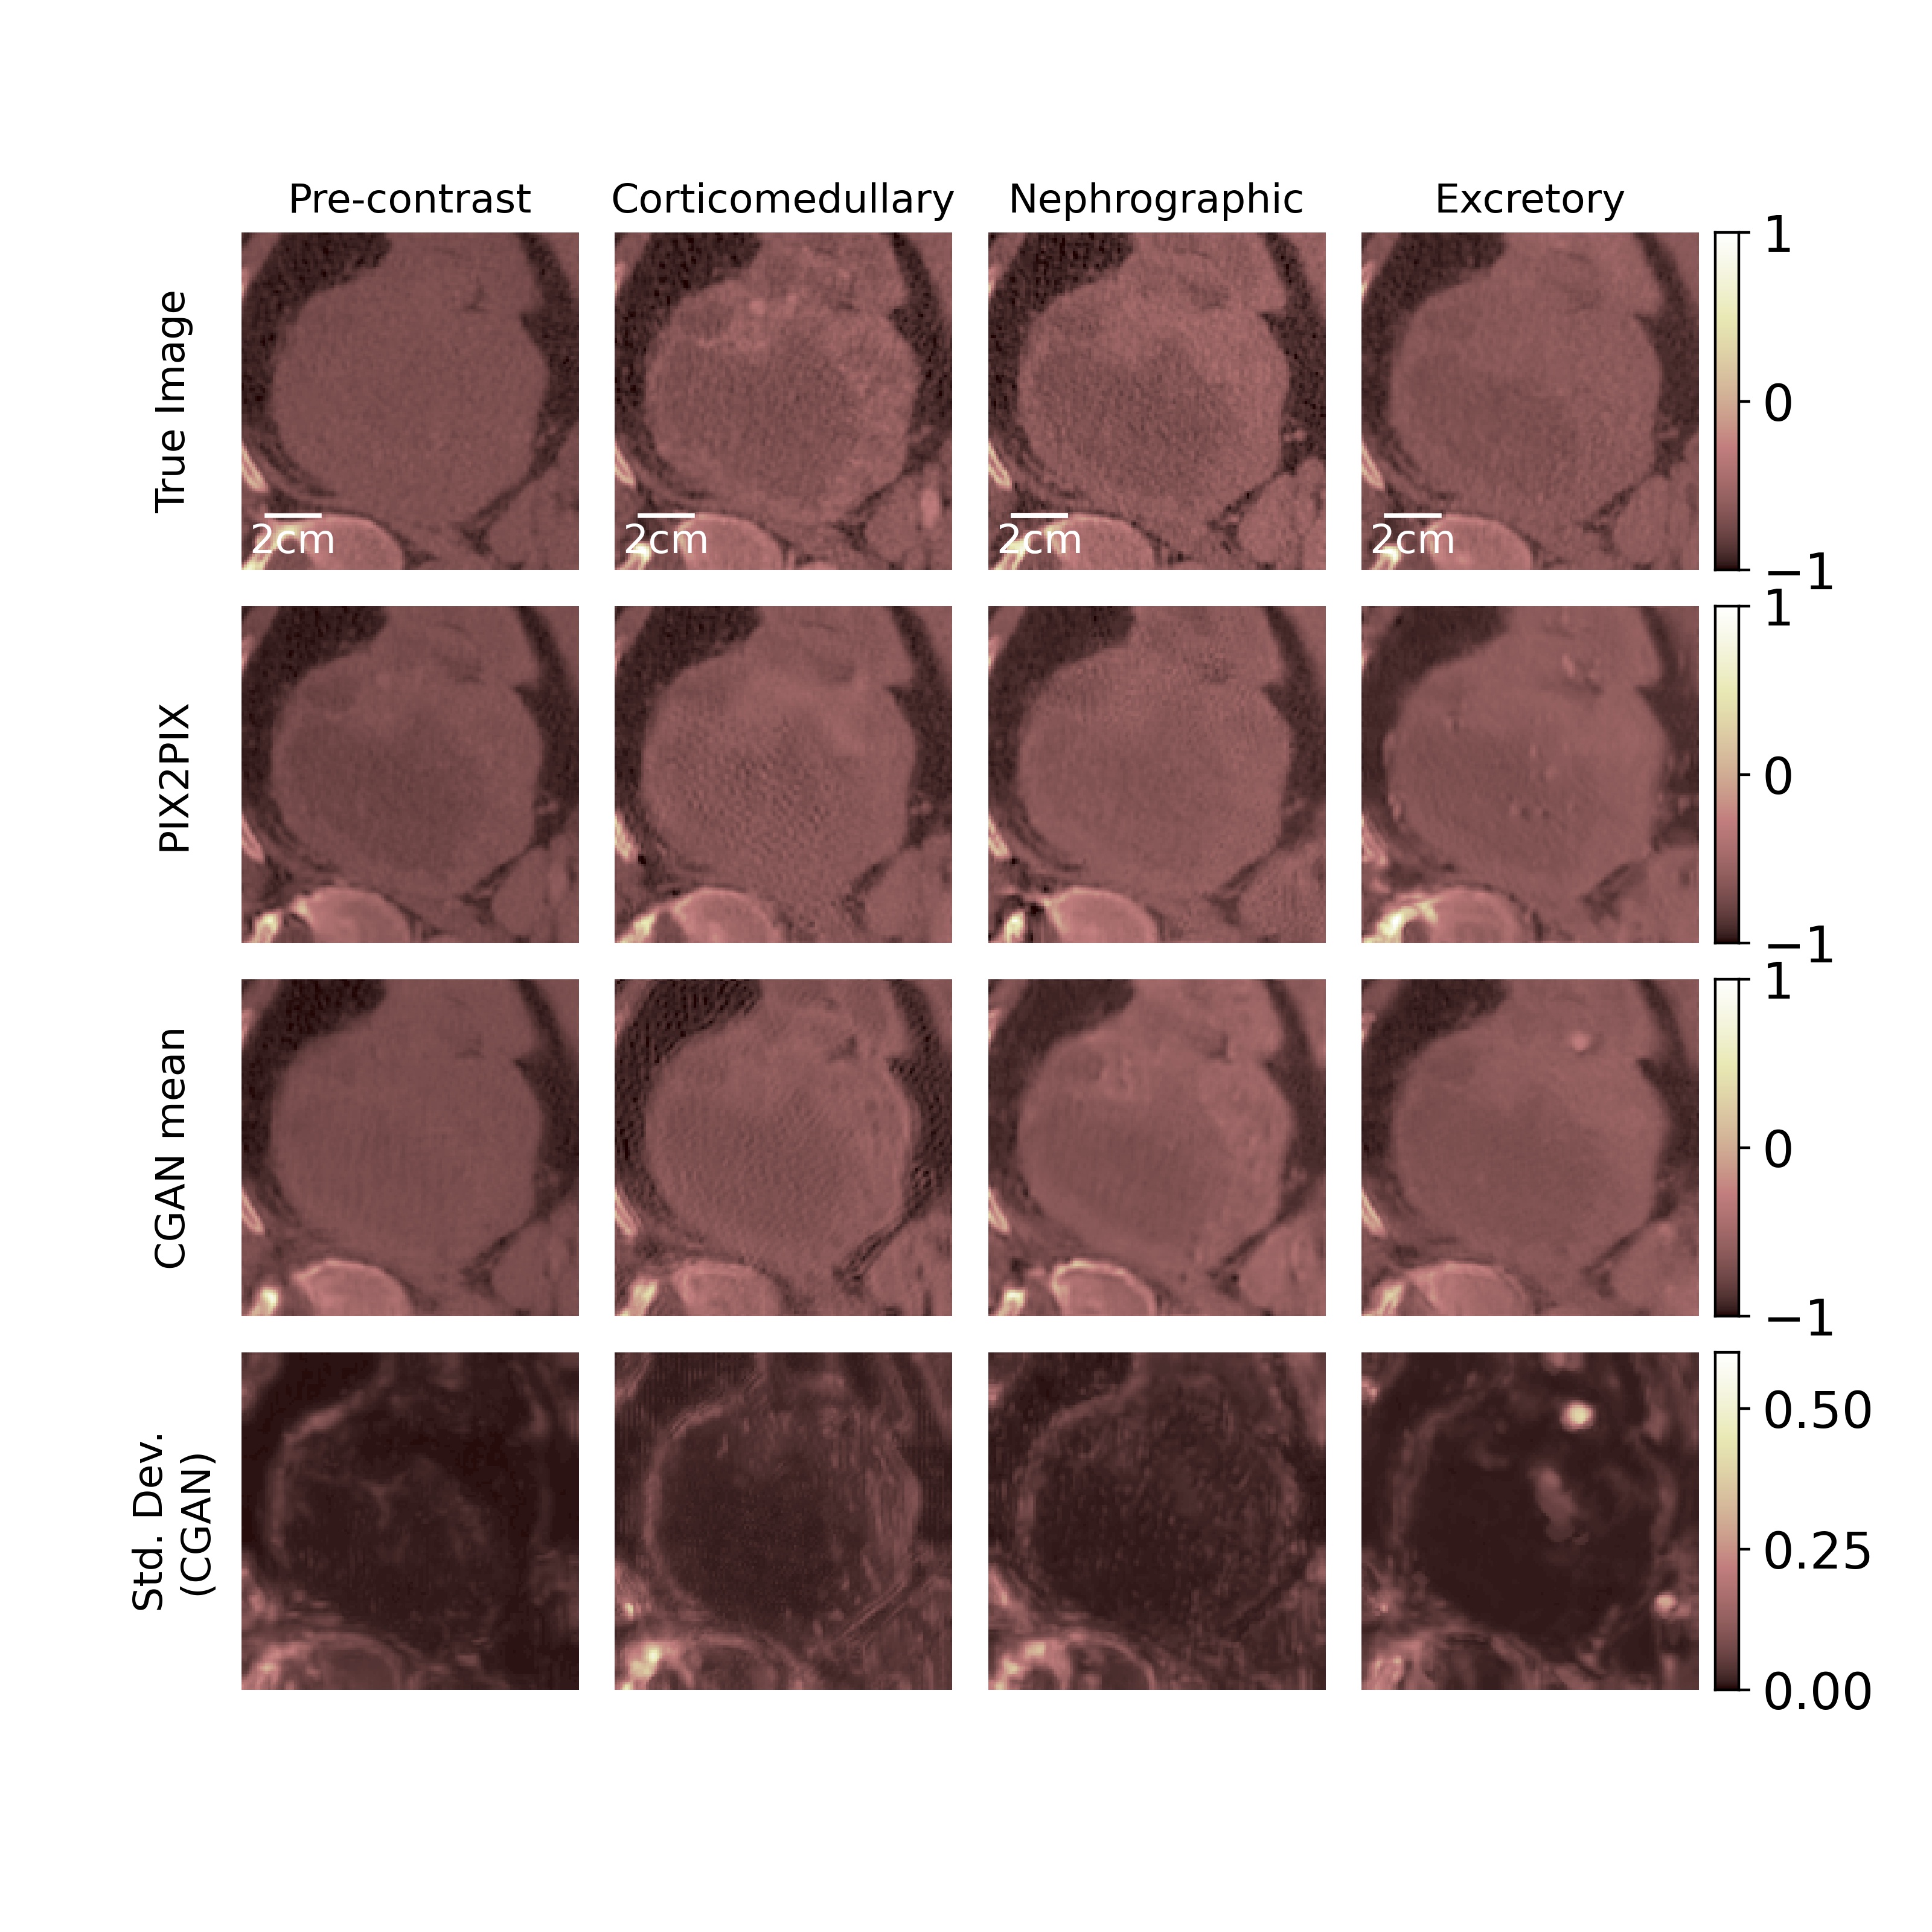 Pre-contrast
Corticomedullary
Nephrographic
Excretory
True Image
2cm
2cm
2cm
2cm
1
0
−1
PIX2PIX
1
0
−1
CGAN mean
1
0
−1
Std. Dev.
(CGAN)
0.50
0.25
0.00